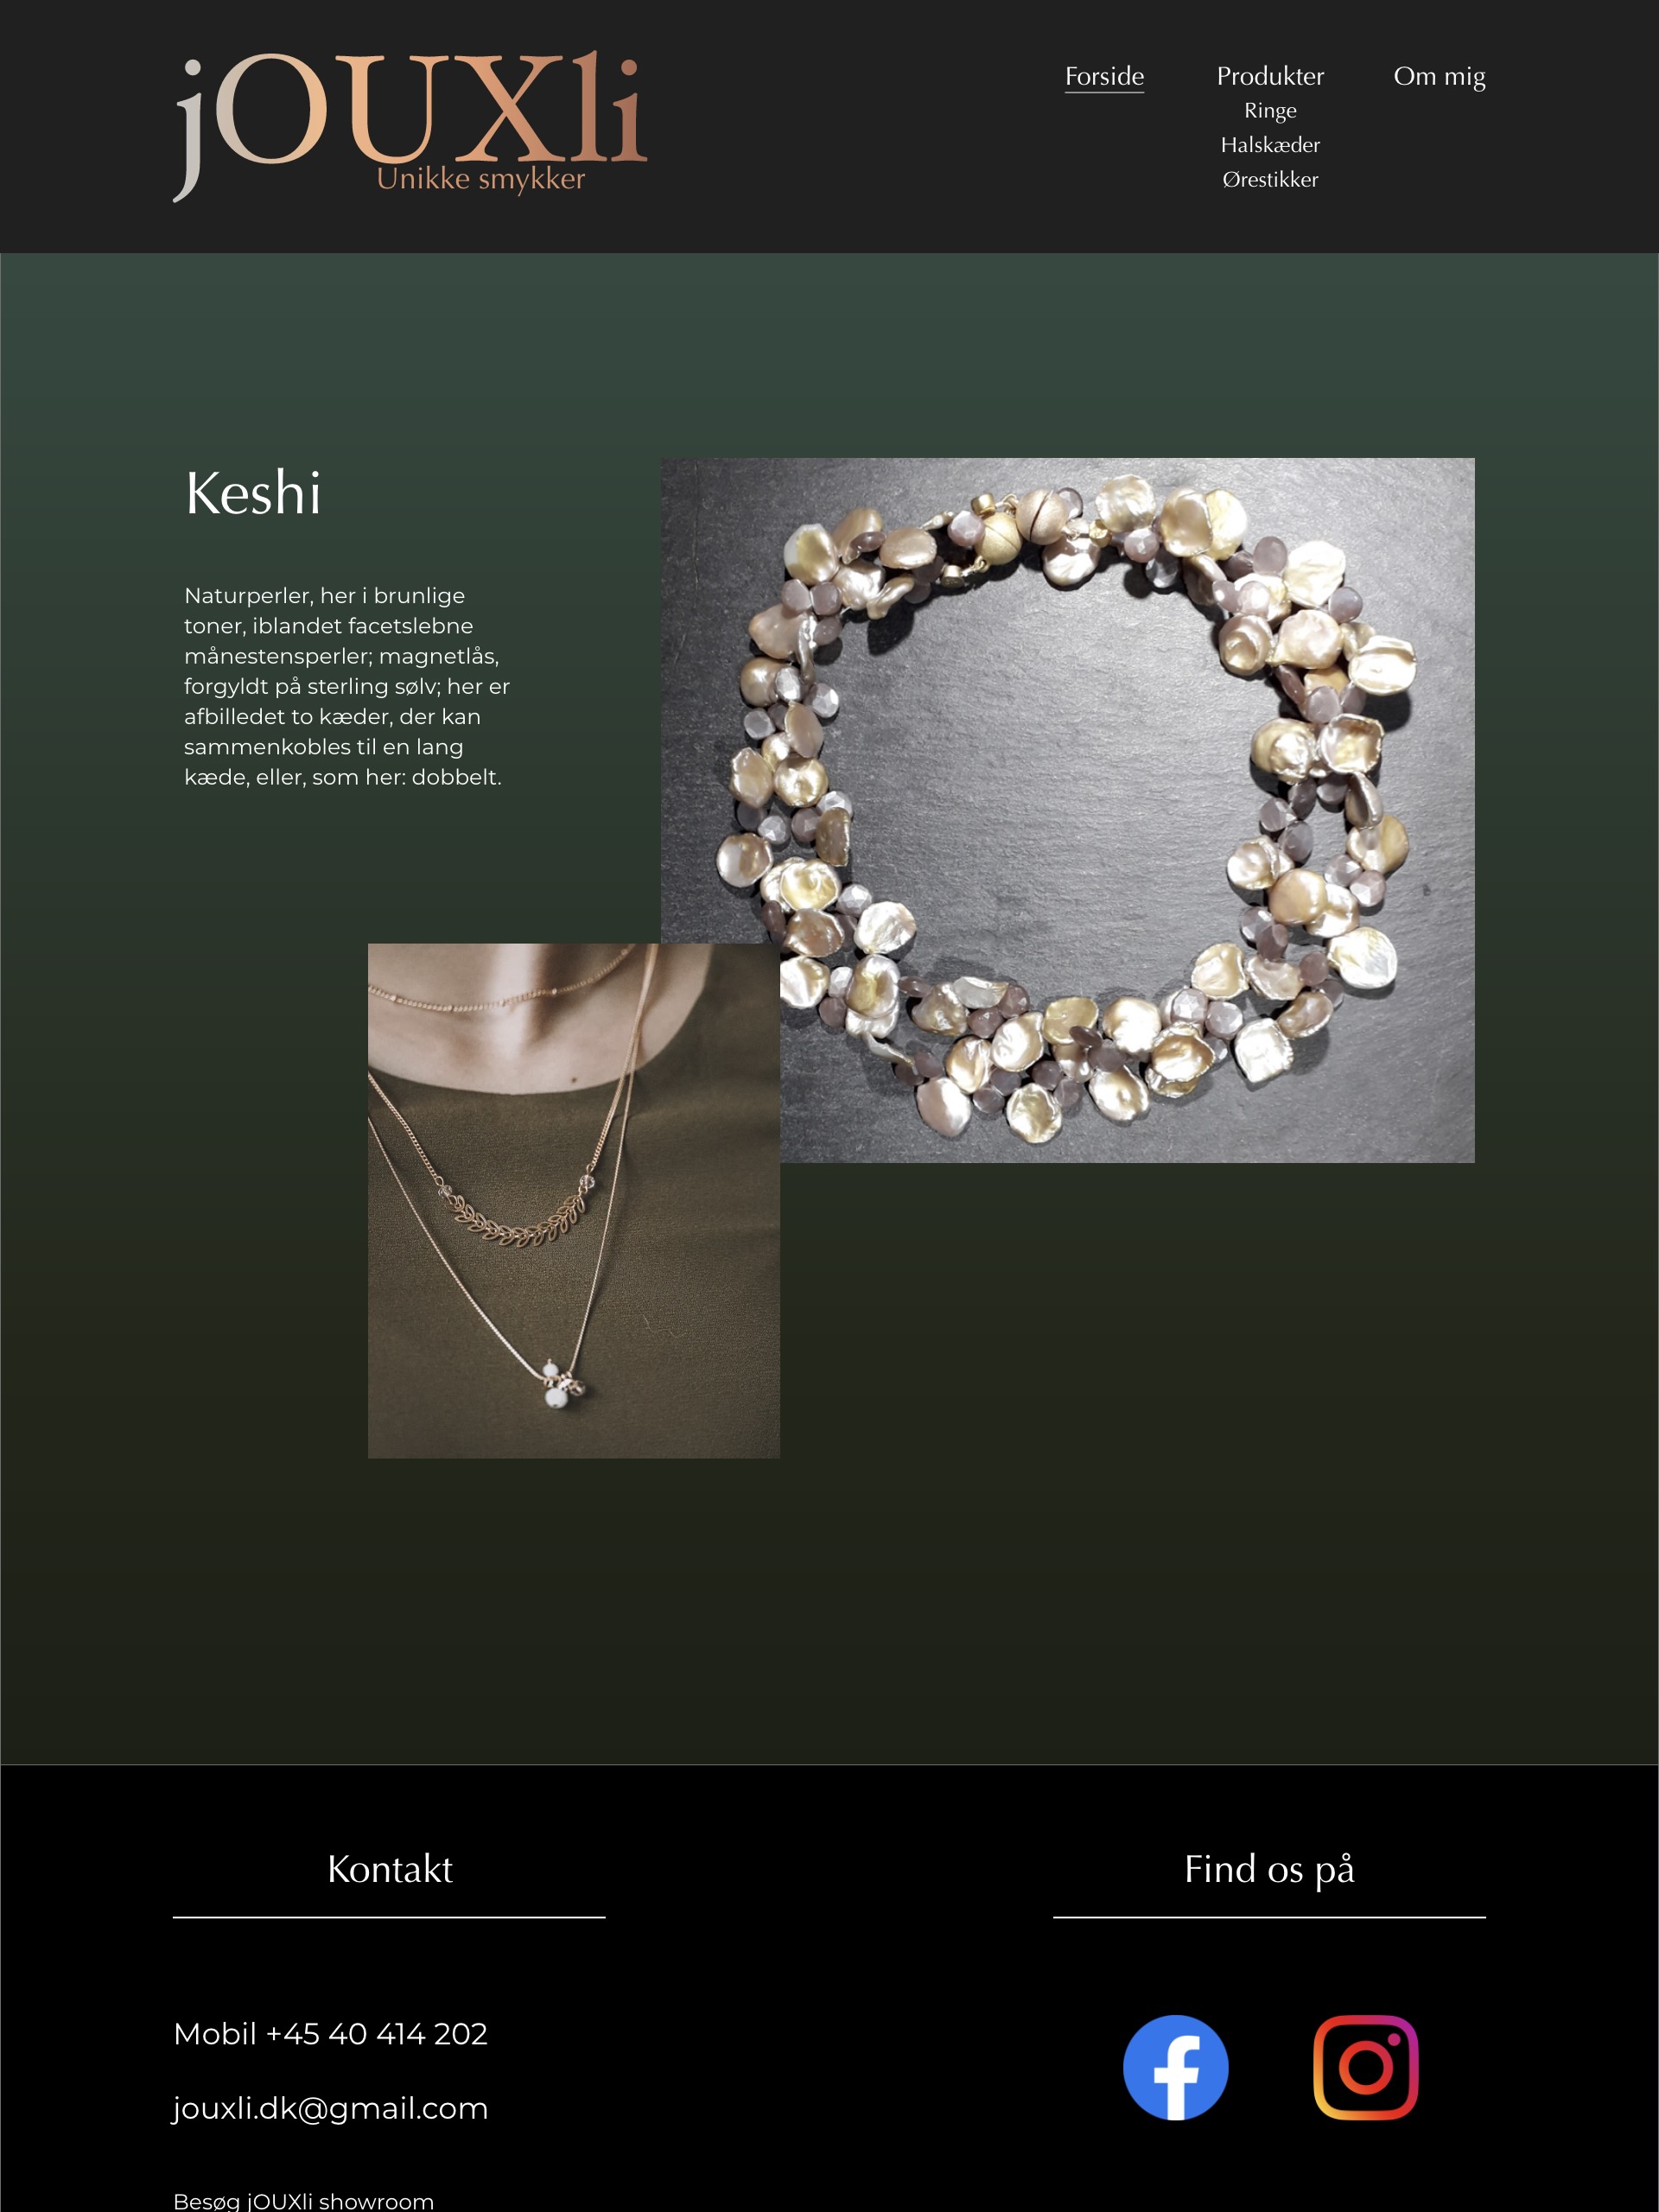 jOUXli
Unikke smykker
Forside
Produkter
Om mig
Ringe
Halskæder
Ørestikker
Keshi
Naturperler, her i brunlige
toner, iblandet facetslebne
månestensperler; magnetlås,
forgyldt på sterling sølv; her er
afbilledet to kæder, der kan
sammenkobles til en lang
kæde, eller, som her: dobbelt.
Kontakt
Mobil +45 40 414 202
jouxli.dk@gmail.com
Besøg jOUXli showroom
Find os på